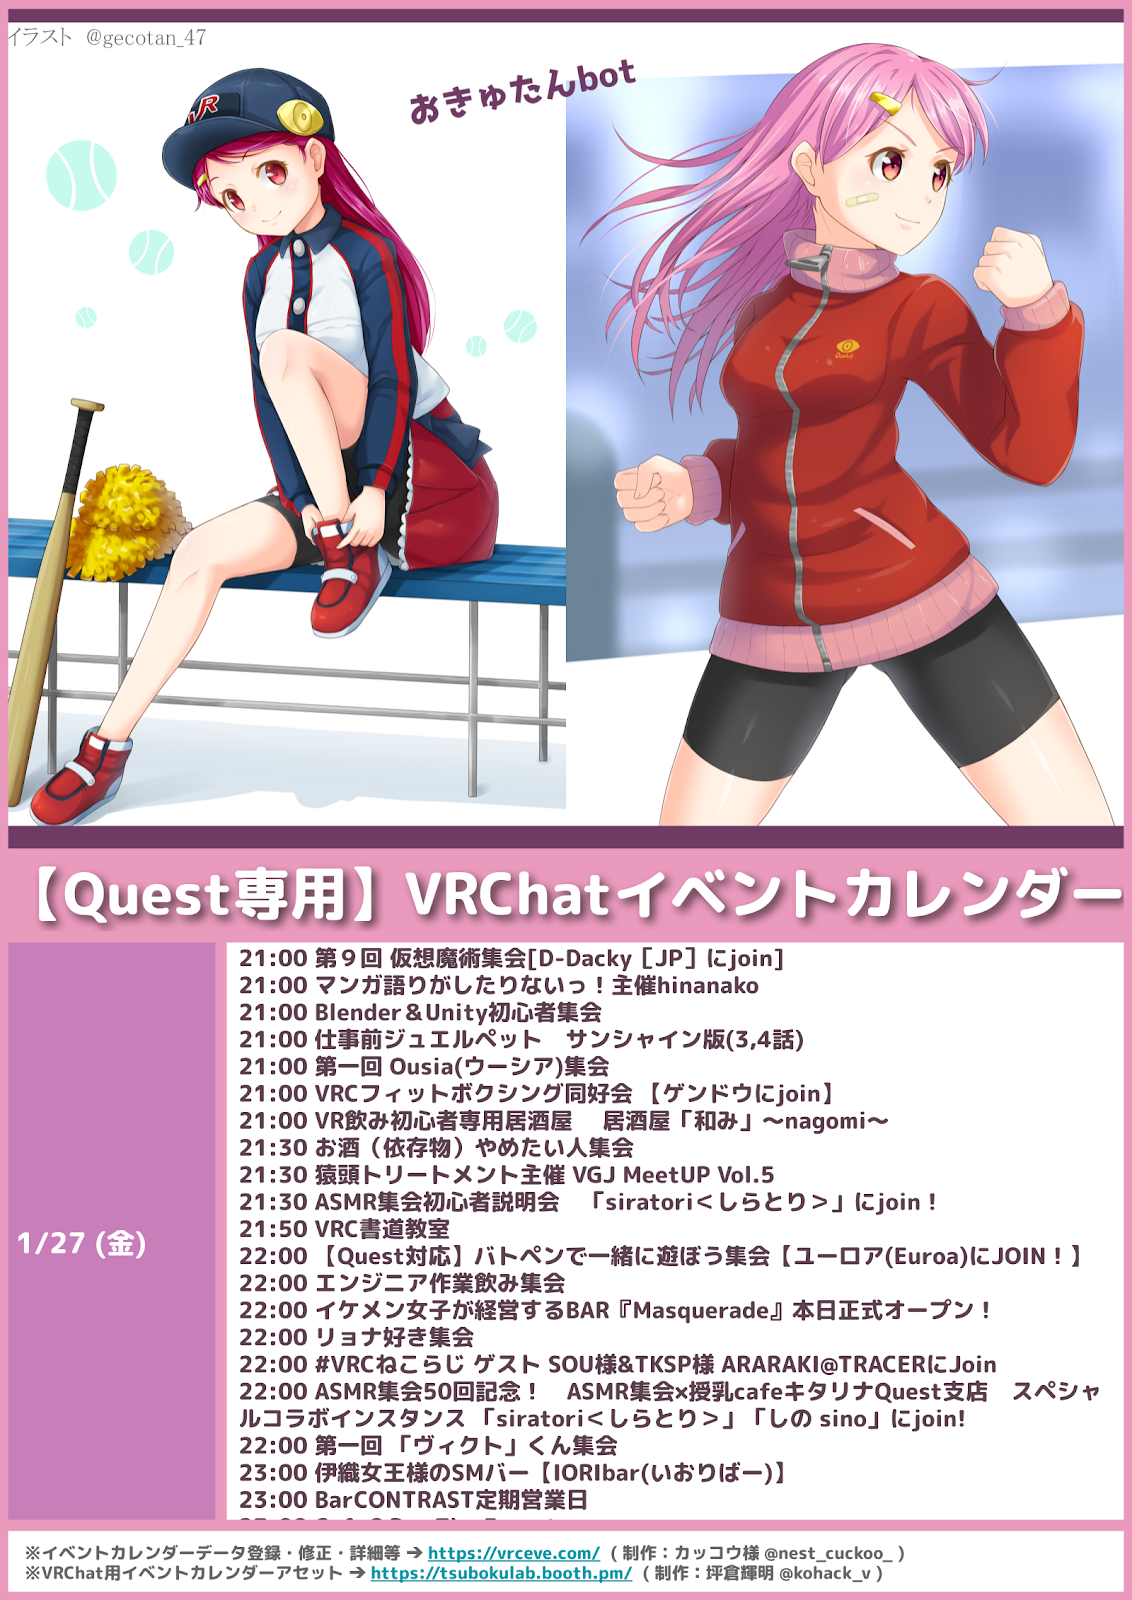 イラスト @gecotan_47
おきゅたんbot
VR
Quest
【Quest専用】VRChatイベントカレンダー
1/27 (金)
21:00 第９回 仮想魔術集会[D-Dacky［JP］にjoin]
21:00 マンガ語りがしたりないっ！主催hinanako
21:00 Blender＆Unity初心者集会
21:00 仕事前ジュエルペット　サンシャイン版(3,4話)
21:00 第一回 Ousia(ウーシア)集会
21:00 VRCフィットボクシング同好会 【ゲンドウにjoin】
21:00 VR飲み初心者専用居酒屋　 居酒屋「和み」～nagomi～
21:30 お酒（依存物）やめたい人集会
21:30 猿頭トリートメント主催 VGJ MeetUP Vol.5
21:30 ASMR集会初心者説明会　「siratori＜しらとり＞」にjoin！
21:50 VRC書道教室
22:00 【Quest対応】バトペンで一緒に遊ぼう集会【ユーロア(Euroa)にJOIN！】
22:00 エンジニア作業飲み集会
22:00 イケメン女子が経営するBAR『Masquerade』本日正式オープン！
22:00 リョナ好き集会
22:00 #VRCねこらじ ゲスト SOU様&TKSP様 ARARAKI@TRACERにJoin
22:00 ASMR集会50回記念！　ASMR集会×授乳cafeキタリナQuest支店　スペシャ
ルコラボインスタンス 「siratori＜しらとり＞」「しの sino」にjoin!
22:00 第一回 「ヴィクト」くん集会
23:00 伊織女王様のSMバー【IORIbar(いおりばー)】
23:00 BarCONTRAST定期営業日
※イベントカレンダーデータ登録・修正・詳細等 ➔ https://vrceve.com/ （制作：カッコウ様 @nest_cuckoo_）
※VRChat用イベントカレンダーアセット ➔ https://tsubokulab.booth.pm/ （制作：坪倉輝明 @kohack_v）